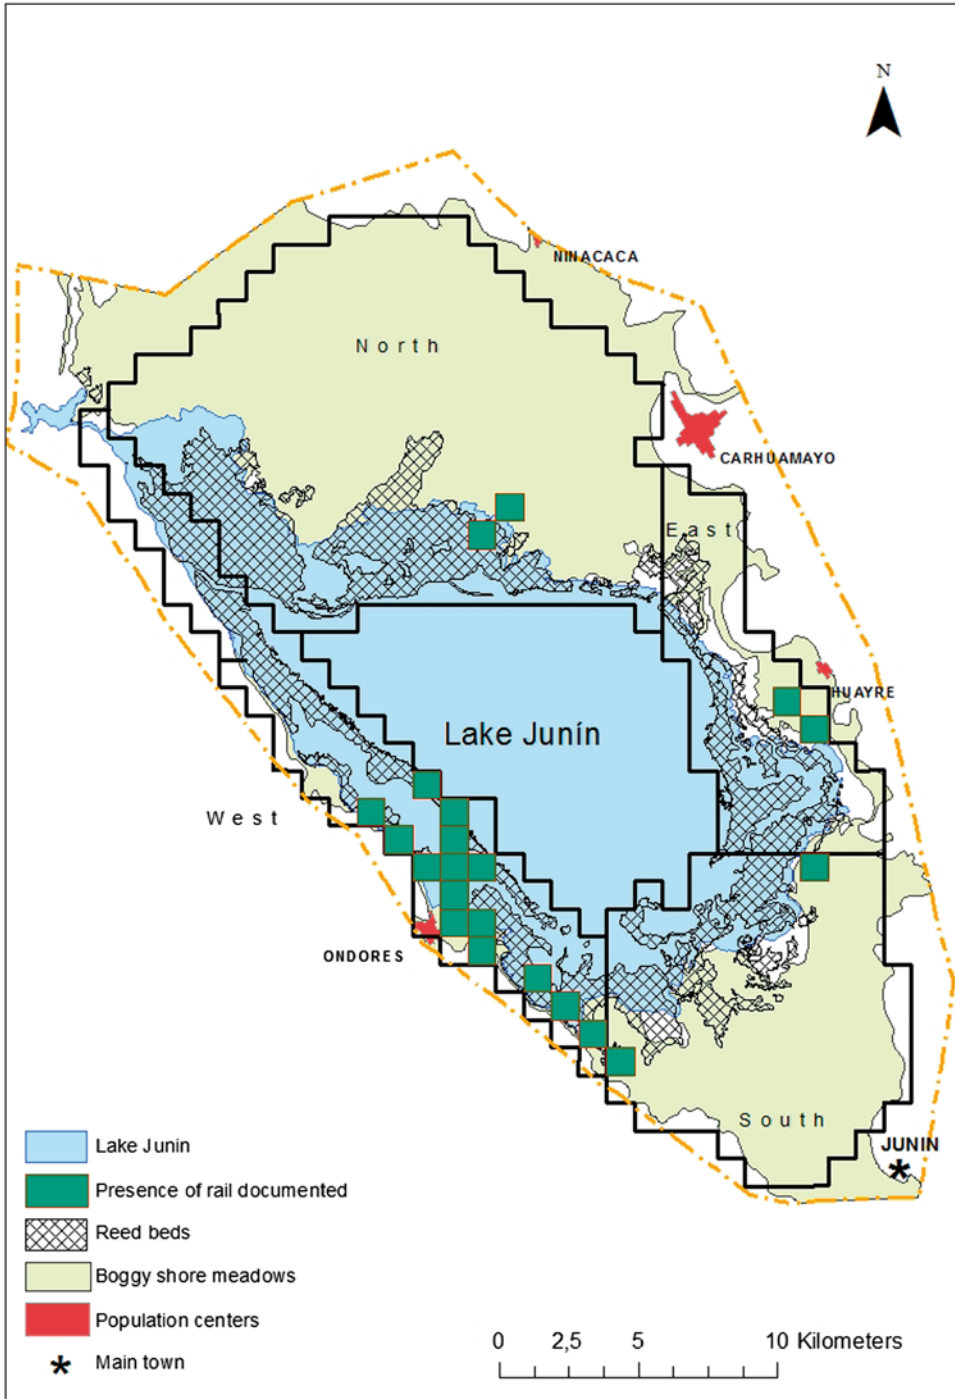 N
NINACACA
North
CARHUAMAYO
East
HUAYRE
Lake Junín
West
ONDORES
South
JUNIN
Lake Junin
Presence of rail documented
Reed beds
Boggy shore meadows
Population centers
Main town
0 2,5 5 10 Kilometers